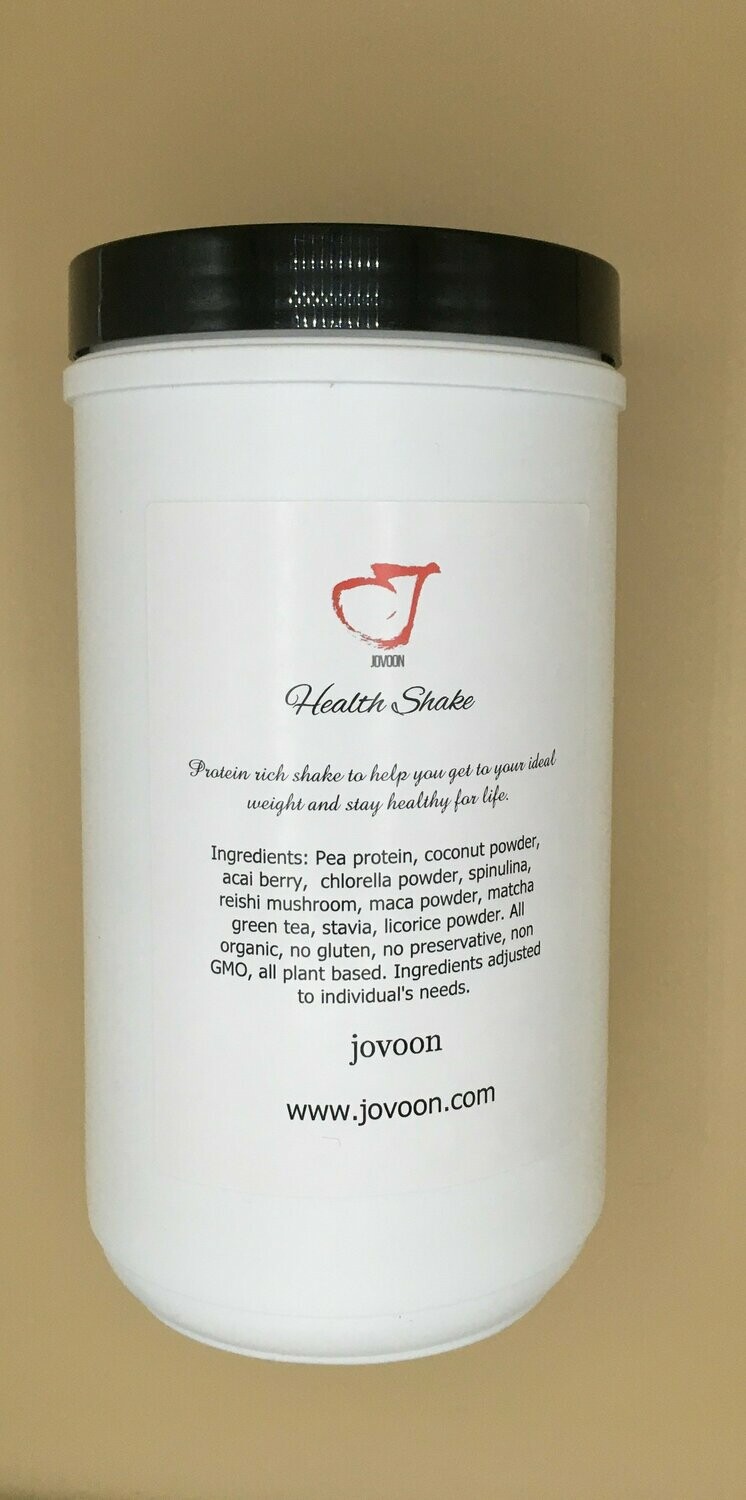 JOVOON
Health Shake
Protein rich shake to help you get to your ideal
weight and stay healthy for life.
Ingredients: Pea protein, coconut powder,
acai berry, chlorella powder, spinulina,
reishi mushroom, maca powder, matcha
green tea, stavia, licorice powder. All
organic, no gluten, no preservative, non
GMO, all plant based. Ingredients adjusted
to individual's needs.
jovoon
www.jovoon.com